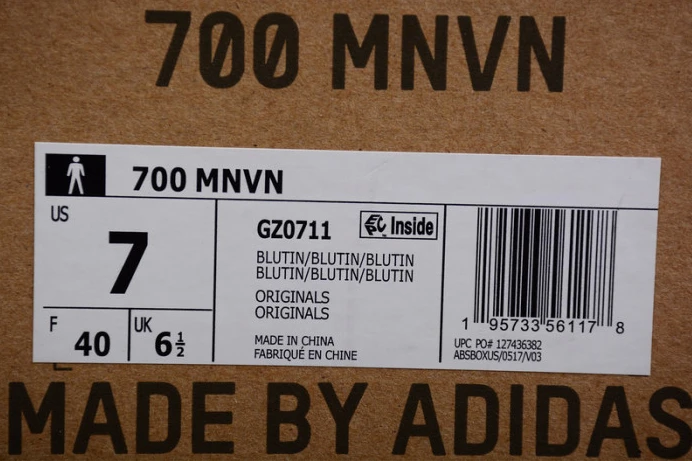 700 MNVN
700 MNVN
US
7
F 40
UK 6½
GZ0711
Inside
BLUTIN/BLUTIN/BLUTIN
BLUTIN/BLUTIN/BLUTIN
ORIGINALS
ORIGINALS
MADE IN CHINA
FABRIQUÉ EN CHINE
1 95733 56117 8
UPC PO# 127436382
ABSBOXUS/0517/V03
MADE BY ADIDAS